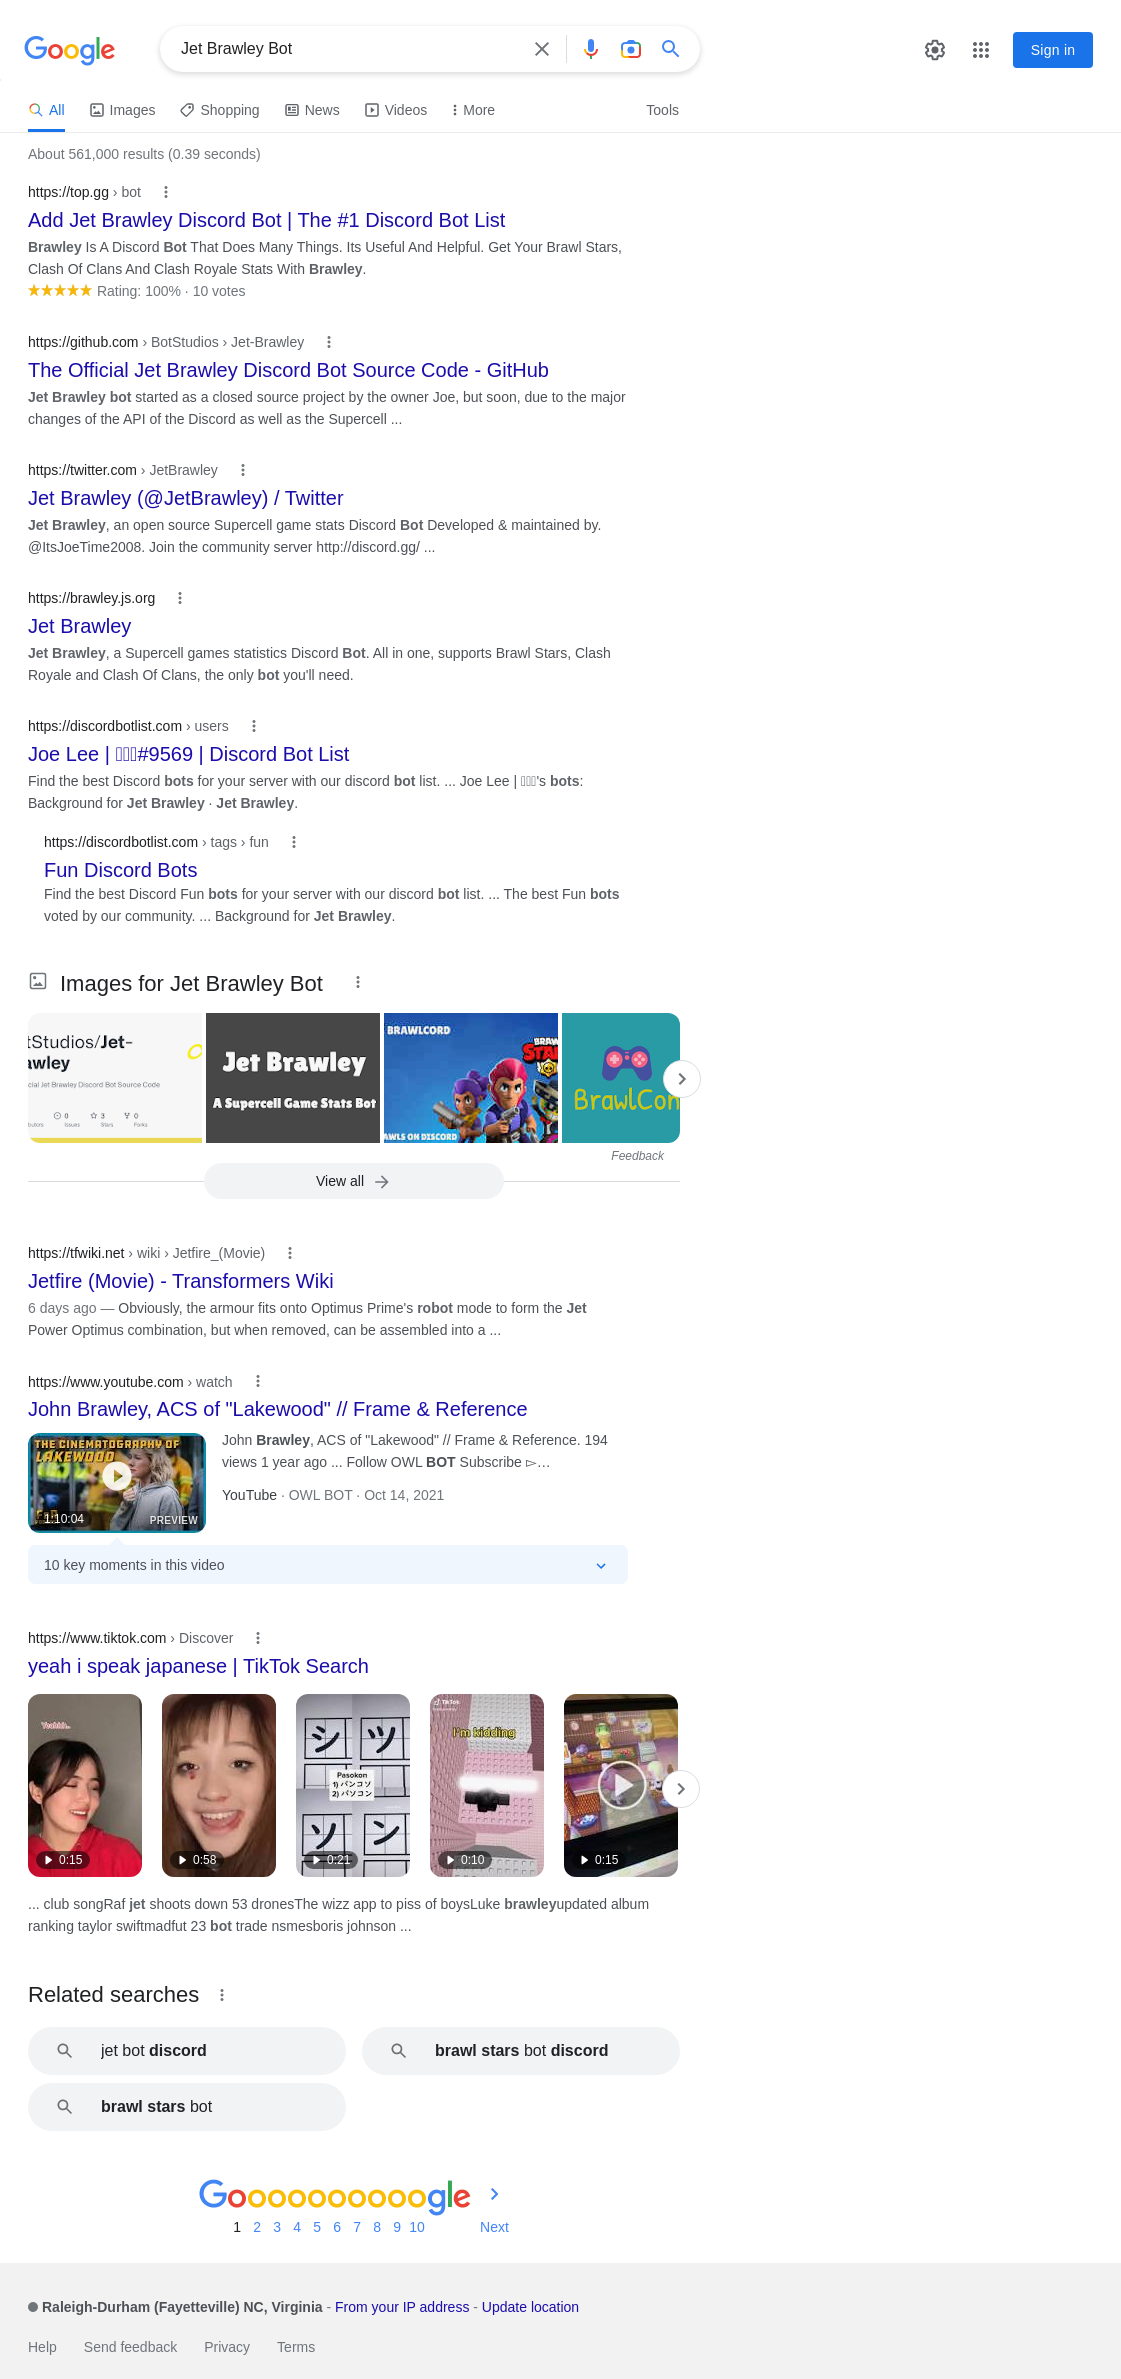 Google
Jet Brawley Bot
Sign in
All
Images
Shopping
News
Videos
More
Tools
About 561,000 results (0.39 seconds)
https://top.gg › bot
Add Jet Brawley Discord Bot | The #1 Discord Bot List
Brawley Is A Discord Bot That Does Many Things. Its Useful And Helpful. Get Your Brawl Stars,
Clash Of Clans And Clash Royale Stats With Brawley.
Rating: 100% · 10 votes
https://github.com › BotStudios › Jet-Brawley
The Official Jet Brawley Discord Bot Source Code - GitHub
Jet Brawley bot started as a closed source project by the owner Joe, but soon, due to the major
changes of the API of the Discord as well as the Supercell ...
https://twitter.com › JetBrawley
Jet Brawley (@JetBrawley) / Twitter
Jet Brawley, an open source Supercell game stats Discord Bot Developed & maintained by.
@ItsJoeTime2008. Join the community server http://discord.gg/ ...
https://brawley.js.org
Jet Brawley
Jet Brawley, a Supercell games statistics Discord Bot. All in one, supports Brawl Stars, Clash
Royale and Clash Of Clans, the only bot you'll need.
https://discordbotlist.com › users
Joe Lee | #9569 | Discord Bot List
Find the best Discord bots for your server with our discord bot list. ... Joe Lee | 's bots:
Background for Jet Brawley · Jet Brawley.
https://discordbotlist.com › tags › fun
Fun Discord Bots
Find the best Discord Fun bots for your server with our discord bot list. ... The best Fun bots
voted by our community. ... Background for Jet Brawley.
Images for Jet Brawley Bot
tStudios/Jet-
awley
cial Jet Brawley Discord Bot Source Code
0
3
0
utors
Issues
Stars
Forks
Jet Brawley
A Supercell Game Stats Bot
BRAWLCORD
BRAW
STA
AWLS ON DISCORD
BrawlCon
Feedback
View all
https://tfwiki.net › wiki › Jetfire_(Movie)
Jetfire (Movie) - Transformers Wiki
6 days ago — Obviously, the armour fits onto Optimus Prime's robot mode to form the Jet
Power Optimus combination, but when removed, can be assembled into a ...
https://www.youtube.com › watch
John Brawley, ACS of "Lakewood" // Frame & Reference
THE CINEMATOGRAPHY OF
LAKEWOOD
1:10:04
PREVIEW
John Brawley, ACS of "Lakewood" // Frame & Reference. 194
views 1 year ago ... Follow OWL BOT Subscribe ▻…
YouTube · OWL BOT · Oct 14, 2021
10 key moments in this video
https://www.tiktok.com › Discover
yeah i speak japanese | TikTok Search
Yeahhh..
0:15
0:58
シ ツ
Pasokon
1) パンコソ
2) パソコン
ソ ン
0:21
TikTok
I'm kidding
0:10
0:15
... club songRaf jet shoots down 53 dronesThe wizz app to piss of boysLuke brawleyupdated album
ranking taylor swiftmadfut 23 bot trade nsmesboris johnson ...
Related searches
jet bot discord
brawl stars bot discord
brawl stars bot
Goooooooooogle
1 2 3 4 5 6 7 8 9 10 Next
Raleigh-Durham (Fayetteville) NC, Virginia - From your IP address - Update location
Help
Send feedback
Privacy
Terms